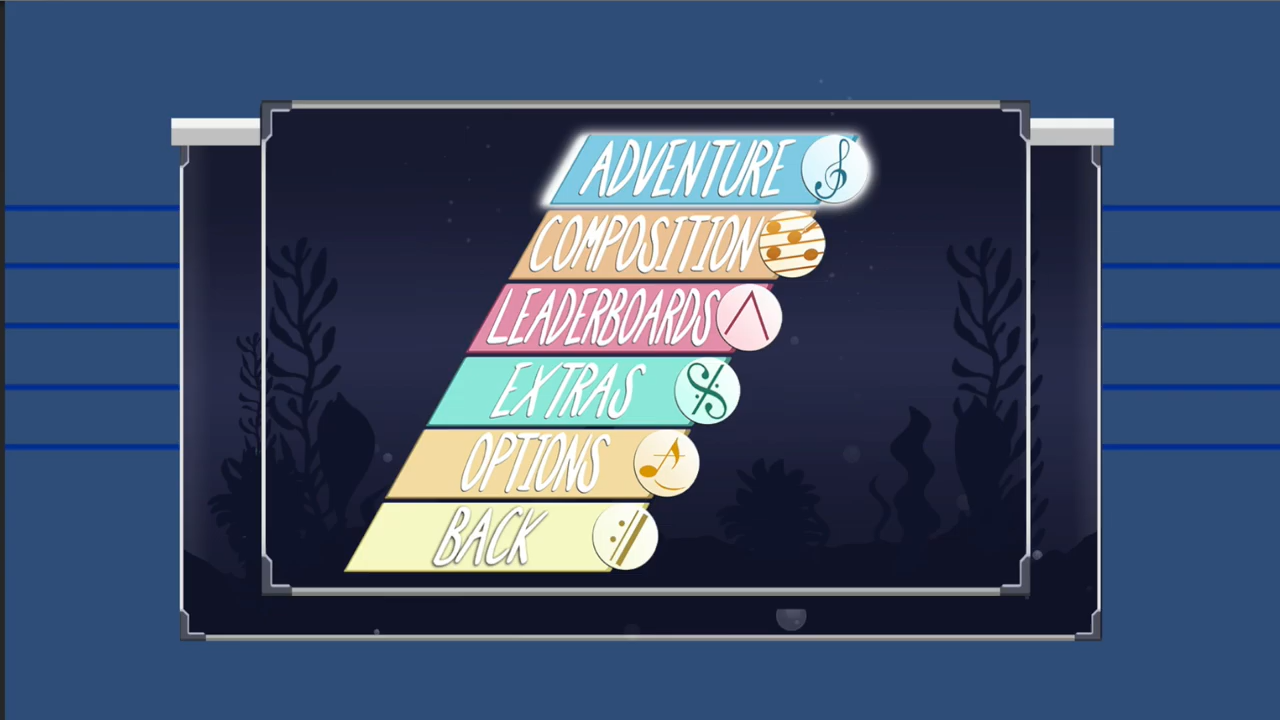 ADVENTURE
COMPOSITION
LEADERBOARDS
EXTRAS
OPTIONS
BACK